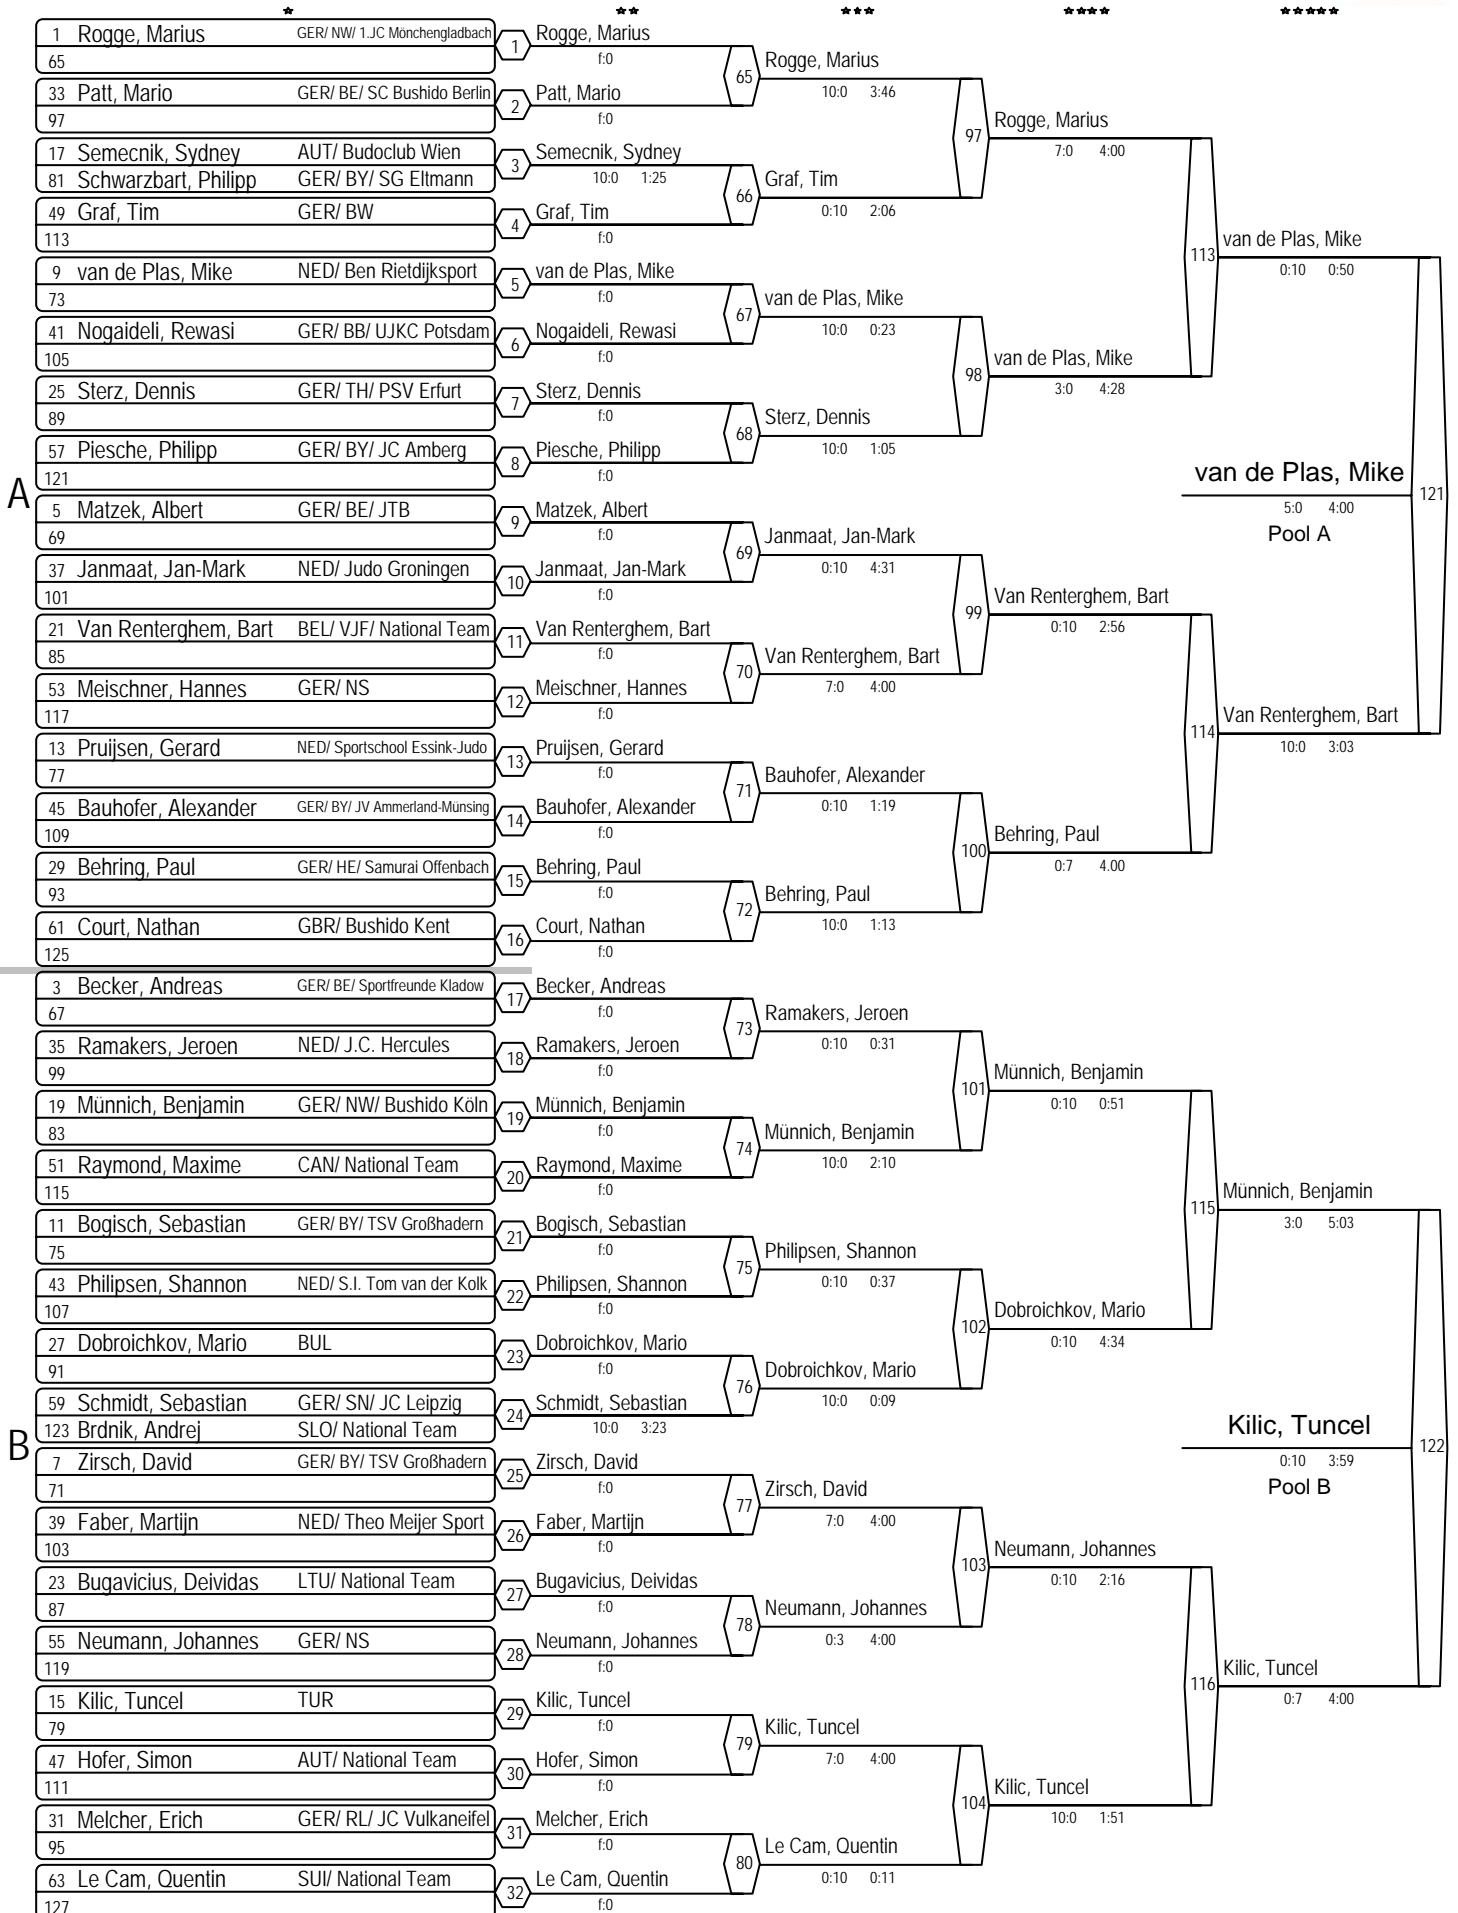 * ** *** **** *****
A
1 Rogge, Marius GER/ NW/ 1.JC Mönchengladbach
65
33 Patt, Mario GER/ BE/ SC Bushido Berlin
97
17 Semecnik, Sydney AUT/ Budoclub Wien
81 Schwarzbart, Philipp GER/ BY/ SG Eltmann
49 Graf, Tim GER/ BW
113
9 van de Plas, Mike NED/ Ben Rietdijksport
73
41 Nogaideli, Rewasi GER/ BB/ UJKC Potsdam
105
25 Sterz, Dennis GER/ TH/ PSV Erfurt
89
57 Piesche, Philipp GER/ BY/ JC Amberg
121
5 Matzek, Albert GER/ BE/ JTB
69
37 Janmaat, Jan-Mark NED/ Judo Groningen
101
21 Van Renterghem, Bart BEL/ VJF/ National Team
85
53 Meischner, Hannes GER/ NS
117
13 Pruijsen, Gerard NED/ Sportschool Essink-Judo
77
45 Bauhofer, Alexander GER/ BY/ JV Ammerland-Münsing
109
29 Behring, Paul GER/ HE/ Samurai Offenbach
93
61 Court, Nathan GBR/ Bushido Kent
125
B
3 Becker, Andreas GER/ BE/ Sportfreunde Kladow
67
35 Ramakers, Jeroen NED/ J.C. Hercules
99
19 Münnich, Benjamin GER/ NW/ Bushido Köln
83
51 Raymond, Maxime CAN/ National Team
115
11 Bogisch, Sebastian GER/ BY/ TSV Großhadern
75
43 Philipsen, Shannon NED/ S.I. Tom van der Kolk
107
27 Dobroichkov, Mario BUL
91
59 Schmidt, Sebastian GER/ SN/ JC Leipzig
123 Brdnik, Andrej SLO/ National Team
7 Zirsch, David GER/ BY/ TSV Großhadern
71
39 Faber, Martijn NED/ Theo Meijer Sport
103
23 Bugavicius, Deividas LTU/ National Team
87
55 Neumann, Johannes GER/ NS
119
15 Kilic, Tuncel TUR
79
47 Hofer, Simon AUT/ National Team
111
31 Melcher, Erich GER/ RL/ JC Vulkaneifel
95
63 Le Cam, Quentin SUI/ National Team
127
1 Rogge, Marius
f:0
2 Patt, Mario
f:0
3 Semecnik, Sydney
10:0 1:25
4 Graf, Tim
f:0
5 van de Plas, Mike
f:0
6 Nogaideli, Rewasi
f:0
7 Sterz, Dennis
f:0
8 Piesche, Philipp
f:0
9 Matzek, Albert
f:0
10 Janmaat, Jan-Mark
f:0
11 Van Renterghem, Bart
f:0
12 Meischner, Hannes
f:0
13 Pruijsen, Gerard
f:0
14 Bauhofer, Alexander
f:0
15 Behring, Paul
f:0
16 Court, Nathan
f:0
17 Becker, Andreas
f:0
18 Ramakers, Jeroen
f:0
19 Münnich, Benjamin
f:0
20 Raymond, Maxime
f:0
21 Bogisch, Sebastian
f:0
22 Philipsen, Shannon
f:0
23 Dobroichkov, Mario
f:0
24 Schmidt, Sebastian
10:0 3:23
25 Zirsch, David
f:0
26 Faber, Martijn
f:0
27 Bugavicius, Deividas
f:0
28 Neumann, Johannes
f:0
29 Kilic, Tuncel
f:0
30 Hofer, Simon
f:0
31 Melcher, Erich
f:0
32 Le Cam, Quentin
f:0
65 Rogge, Marius
10:0 3:46
66 Graf, Tim
0:10 2:06
67 van de Plas, Mike
10:0 0:23
68 Sterz, Dennis
10:0 1:05
69 Janmaat, Jan-Mark
0:10 4:31
70 Van Renterghem, Bart
7:0 4:00
71 Bauhofer, Alexander
0:10 1:19
72 Behring, Paul
10:0 1:13
73 Ramakers, Jeroen
0:10 0:31
74 Münnich, Benjamin
10:0 2:10
75 Philipsen, Shannon
0:10 0:37
76 Dobroichkov, Mario
10:0 0:09
77 Zirsch, David
7:0 4:00
78 Neumann, Johannes
0:3 4:00
79 Kilic, Tuncel
7:0 4:00
80 Le Cam, Quentin
0:10 0:11
97 Rogge, Marius
7:0 4:00
98 van de Plas, Mike
3:0 4:28
99 Van Renterghem, Bart
0:10 2:56
100 Behring, Paul
0:7 4.00
101 Münnich, Benjamin
0:10 0:51
102 Dobroichkov, Mario
0:10 4:34
103 Neumann, Johannes
0:10 2:16
104 Kilic, Tuncel
10:0 1:51
113 van de Plas, Mike
0:10 0:50
114 Van Renterghem, Bart
10:0 3:03
115 Münnich, Benjamin
3:0 5:03
116 Kilic, Tuncel
0:7 4:00
van de Plas, Mike 121
5:0 4:00
Pool A
Kilic, Tuncel 122
0:10 3:59
Pool B